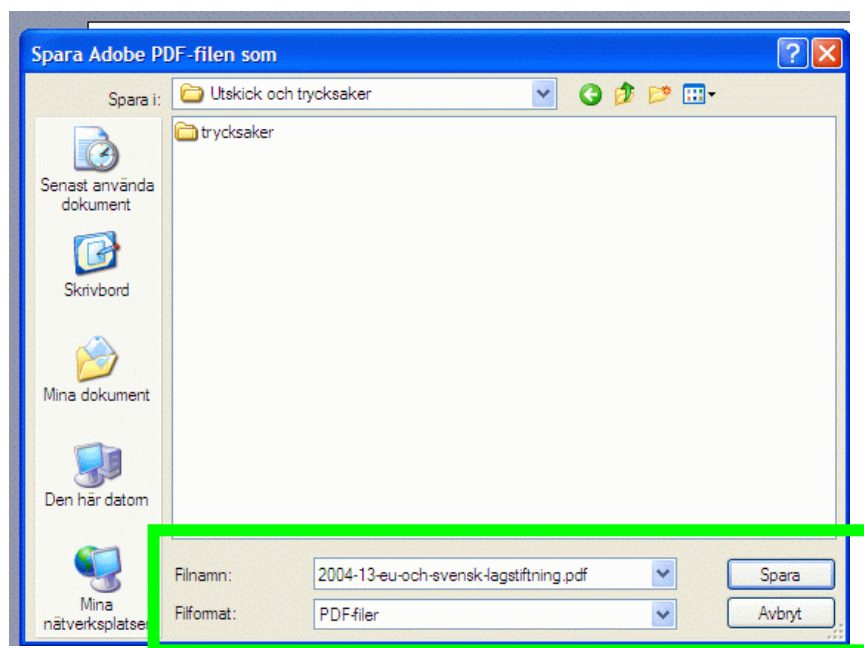 Spara Adobe PDF-filen som
Spara i:
Utskick och trycksaker
trycksaker
Senast använda
dokument
Skrivbord
Mina dokument
Den här datorn
Mina
nätverksplatser
Filnamn:
2004-13-eu-och-svensk-lagstiftning.pdf
Spara
Filformat:
PDF-filer
Avbryt